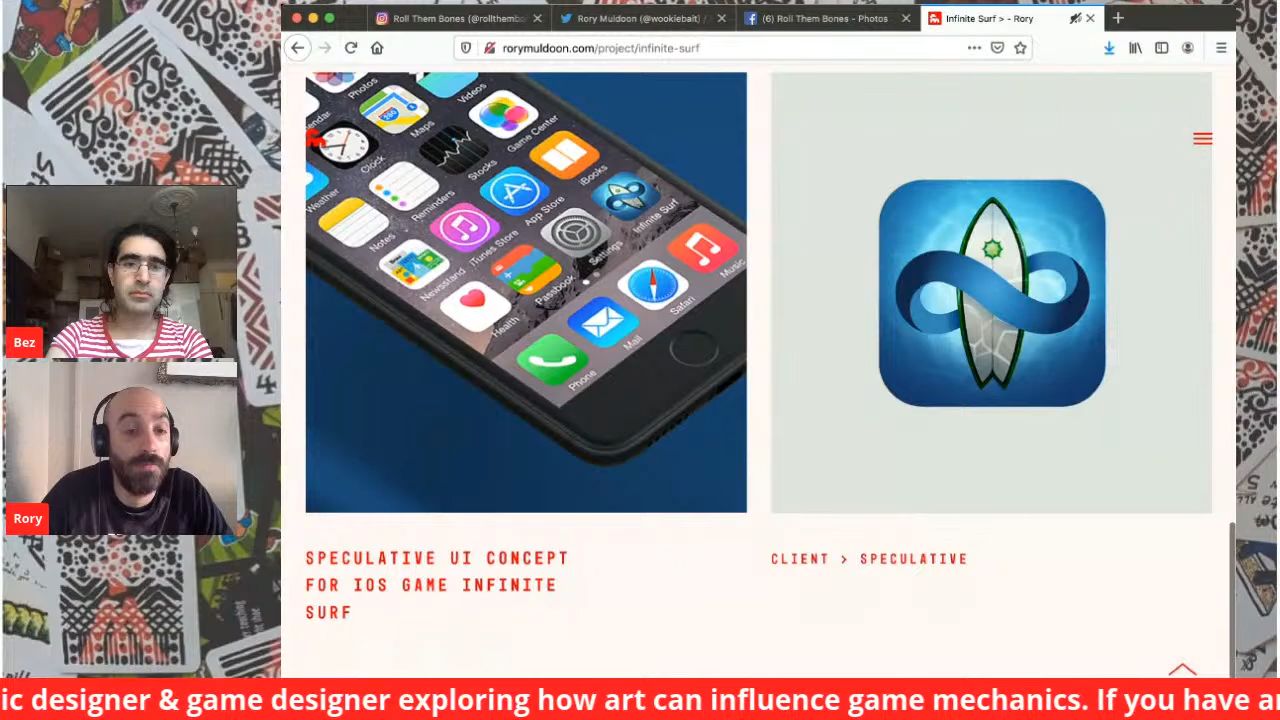 Roll Them Bones (@rollthembo
Rory Muldoon (@wookiebait) /
(6) Roll Them Bones - Photos
Infinite Surf > - Rory
rorymuldoon.com/project/infinite-surf
Photos
Videos
Maps
Game Center
Clock
Stocks
iBooks
Weather
Reminders
App Store
Infinite Surf
Notes
iTunes Store
Settings
Music
Newsstand
Passbook
Safari
Health
Mail
Phone
Bez
Rory
SPECULATIVE UI CONCEPT
FOR IOS GAME INFINITE
SURF
CLIENT > SPECULATIVE
ic designer & game designer exploring how art can influence game mechanics. If you have a